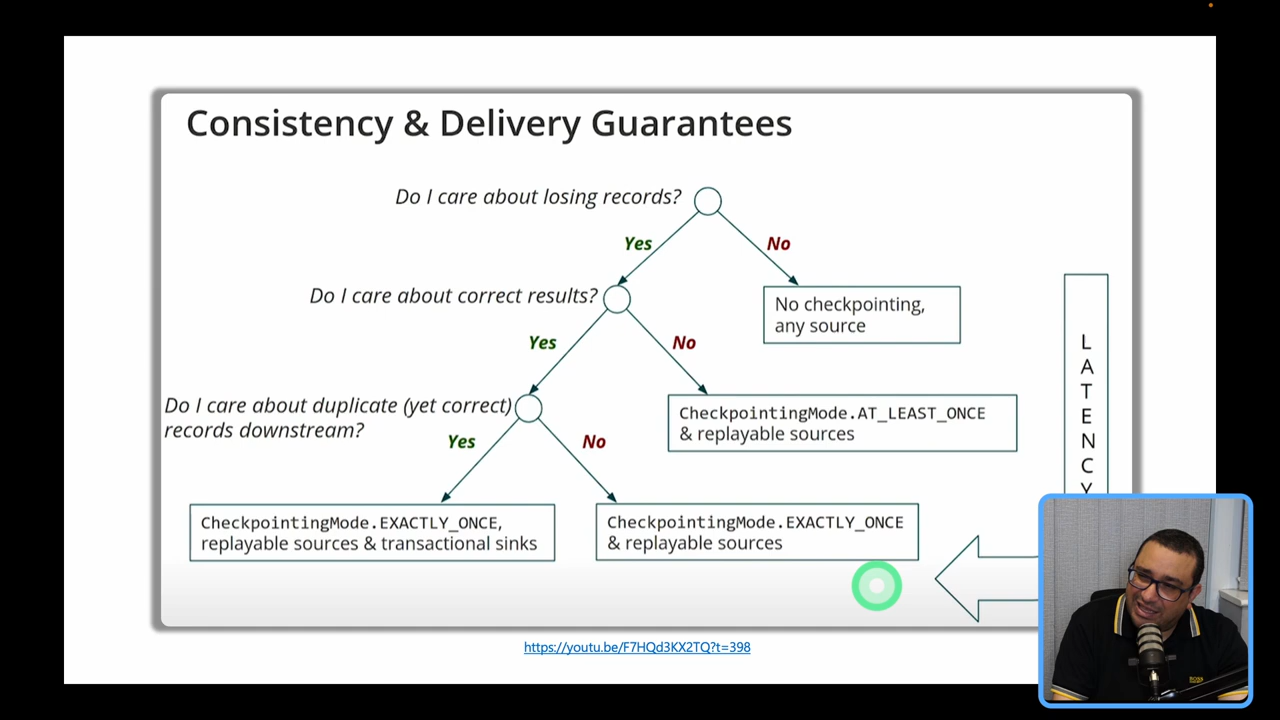 Consistency & Delivery Guarantees
Do I care about losing records?
Yes
No
Do I care about correct results?
No checkpointing,
any source
Yes
No
Do I care about duplicate (yet correct)
records downstream?
CheckpointingMode.AT_LEAST_ONCE
& replayable sources
Yes
No
CheckpointingMode.EXACTLY_ONCE,
replayable sources & transactional sinks
CheckpointingMode.EXACTLY_ONCE
& replayable sources
L
A
T
E
N
C
Y
https://youtu.be/F7HQd3KX2TQ?t=398
BOSS